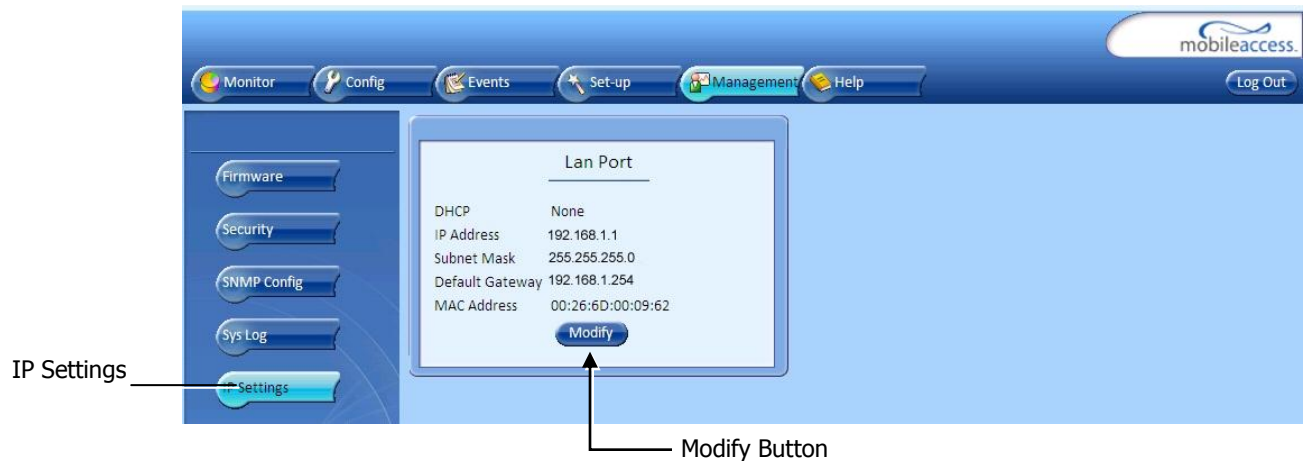 mobileaccess.
Monitor Config Events Set-up Management Help Log Out
Firmware
Security
SNMP Config
Sys Log
IP Settings
Lan Port
DHCP None
IP Address 192.168.1.1
Subnet Mask 255.255.255.0
Default Gateway 192.168.1.254
MAC Address 00:26:6D:00:09:62
Modify
IP Settings
Modify Button